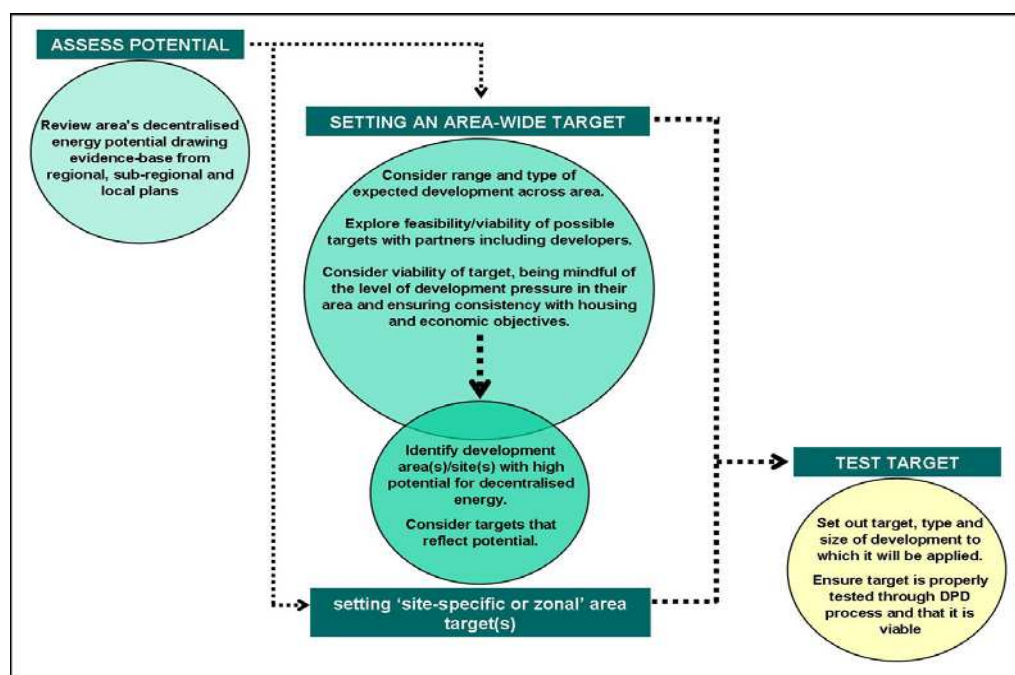 ASSESS POTENTIAL
Review area's decentralised
energy potential drawing
evidence-base from
regional, sub-regional and
local plans
SETTING AN AREA-WIDE TARGET
Consider range and type of
expected development across area.
Explore feasibility/viability of possible
targets with partners including developers.
Consider viability of target, being mindful of
the level of development pressure in their
area and ensuring consistency with housing
and economic objectives.
Identify development
area(s)/site(s) with high
potential for decentralised
energy.
Consider targets that
reflect potential.
setting ‘site-specific or zonal’ area
target(s)
TEST TARGET
Set out target, type and
size of development to
which it will be applied.
Ensure target is properly
tested through DPD
process and that it is
viable